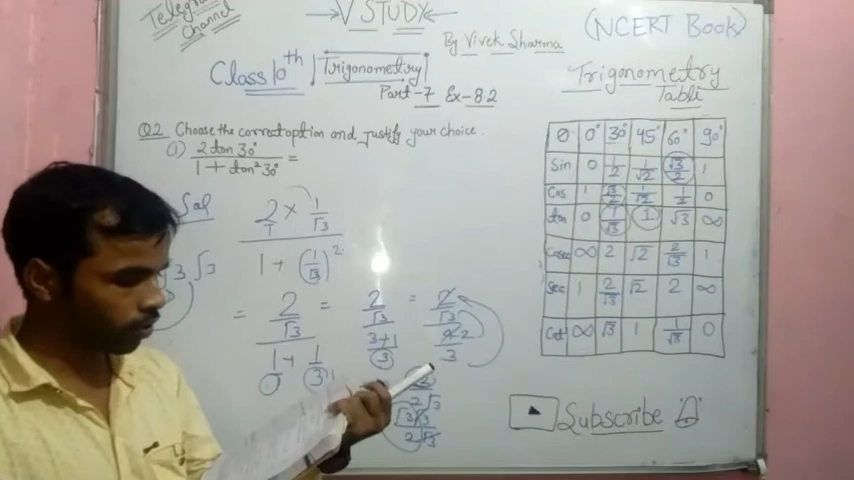 Telegram Channel
V STUDY
By Vivek Sharma
(NCERT Book)
Class 10th
Trigonometry
Part-7 Ex-8.2
Trigonometry
Table
Q2 Choose the correct option and justify your choice.
(i) 2 tan 30° / 1 + tan² 30° =
Sol
2/1 × 1/√3
1 + (1/√3)²
= 2/√3 / 1/1 + 1/3 = 2/√3 / 3+1/3 = 2/√3 / 4/3
3 √3
θ 0° 30° 45° 60° 90°
Sin 0 1/2 1/√2 √3/2 1
Cos 1 √3/2 1/√2 1/2 0
tan 0 1/√3 1 √3 ∞
Cosec ∞ 2 √2 2/√3 1
Sec 1 2/√3 √2 2 ∞
Cot ∞ √3 1 1/√3 0
Subscribe